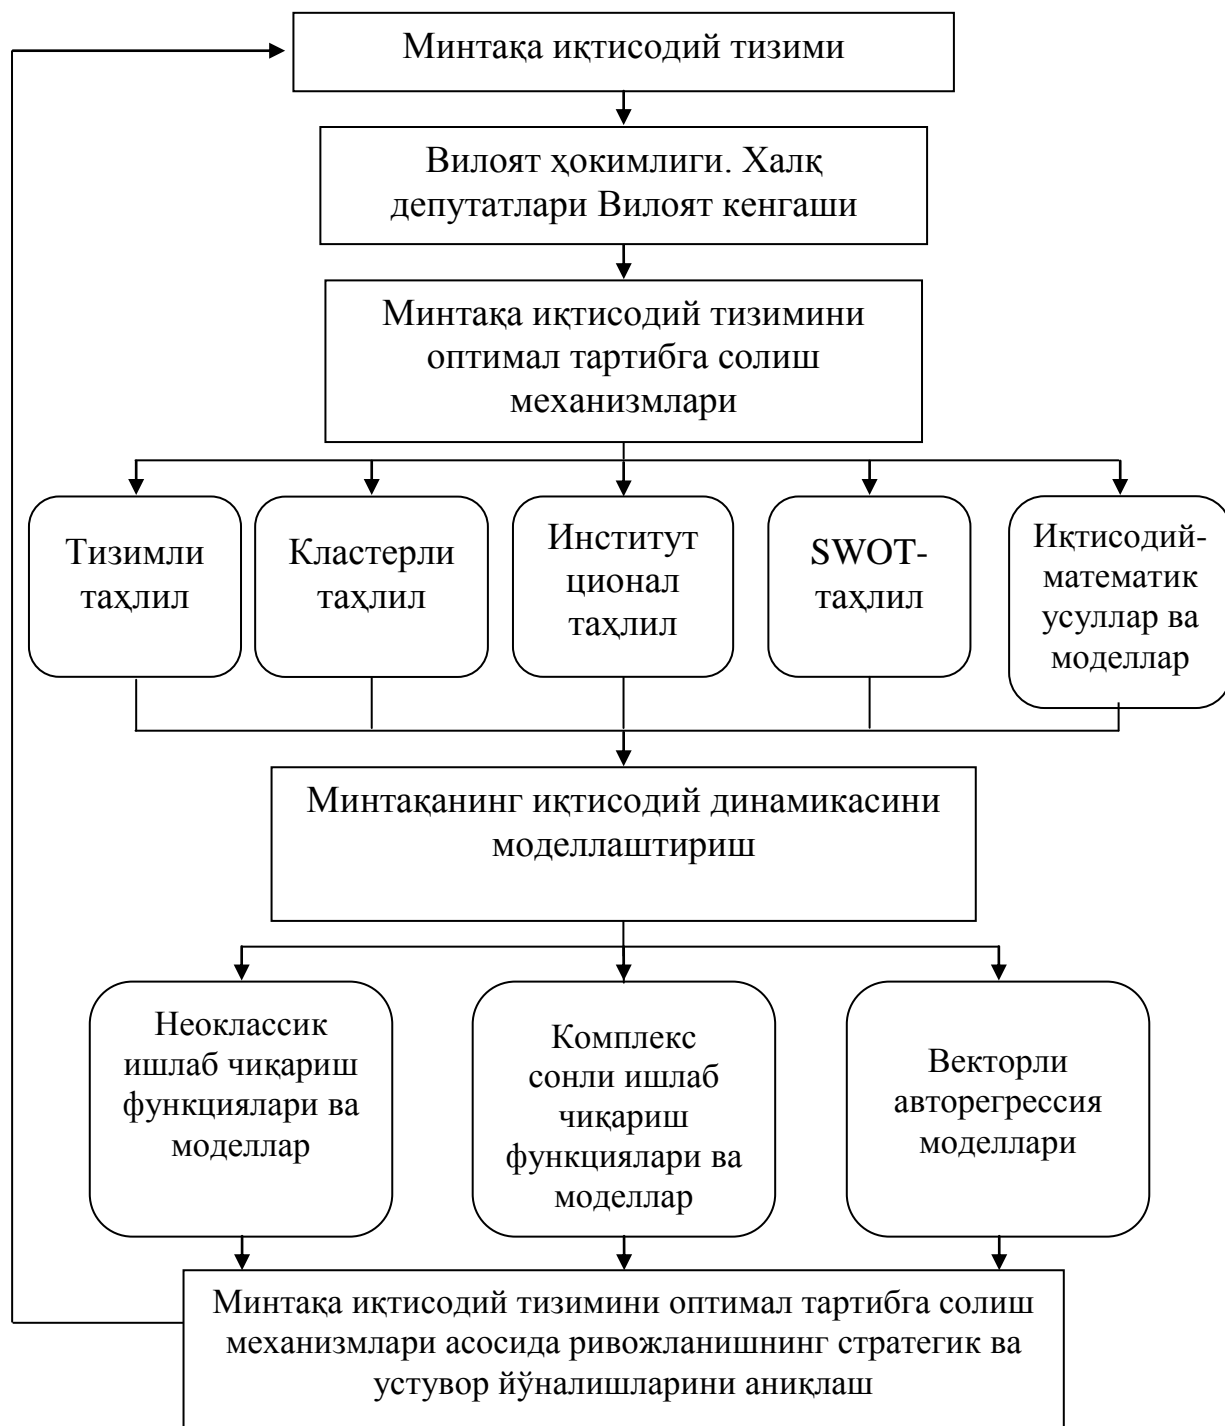 Минтақа иқтисодий тизими
Вилоят ҳокимлиги. Халқ
депутатлари Вилоят кенгаши
Минтақа иқтисодий тизимини
оптимал тартибга солиш
механизмлари
Тизимли
таҳлил
Кластерли
таҳлил
Институт
ционал
таҳлил
SWOT-
таҳлил
Иқтисодий-
математик
усуллар ва
моделлар
Минтақанинг иқтисодий динамикасини
моделлаштириш
Неоклассик
ишлаб чиқариш
функциялари ва
моделлар
Комплекс
сонли ишлаб
чиқариш
функциялари ва
моделлар
Векторли
авторегрессия
моделлари
Минтақа иқтисодий тизимини оптимал тартибга солиш
механизмлари асосида ривожланишнинг стратегик ва
устувор йўналишларини аниқлаш